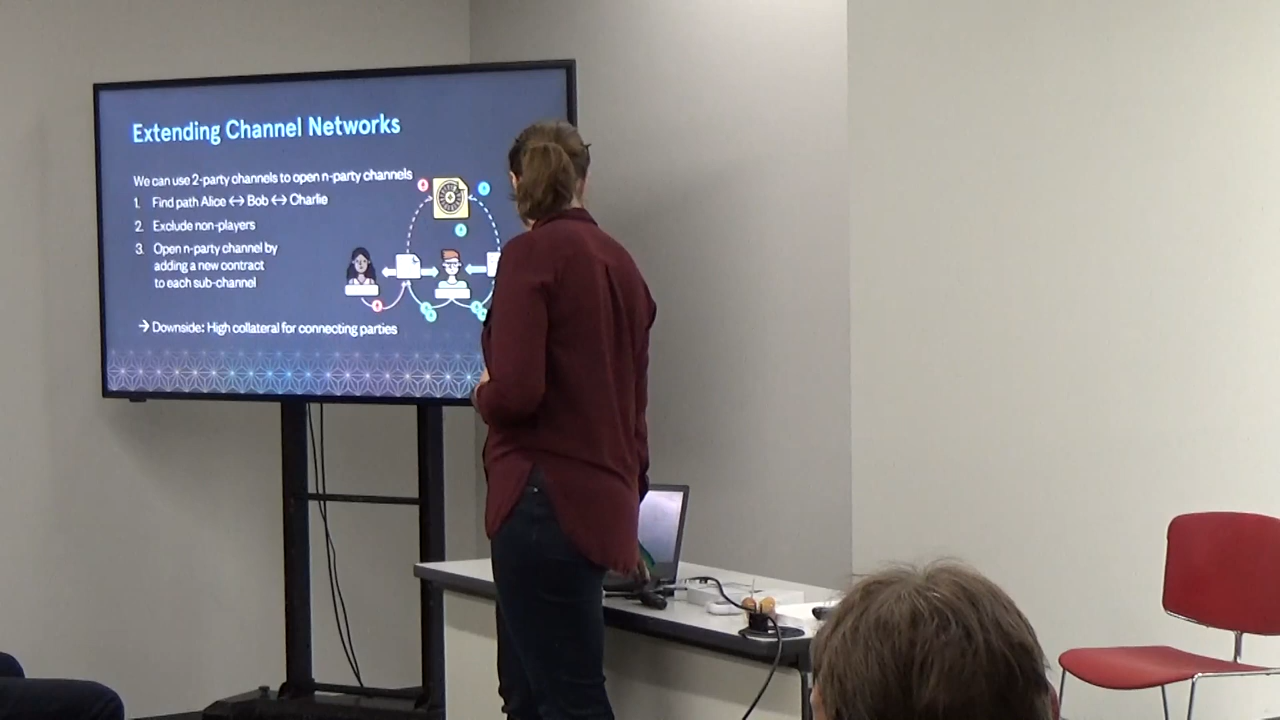 Extending Channel Networks
We can use 2-party channels to open n-party channels
1. Find path Alice ↔ Bob ↔ Charlie
2. Exclude non-players
3. Open n-party channel by
adding a new contract
to each sub-channel
→ Downside: High collateral for connecting parties